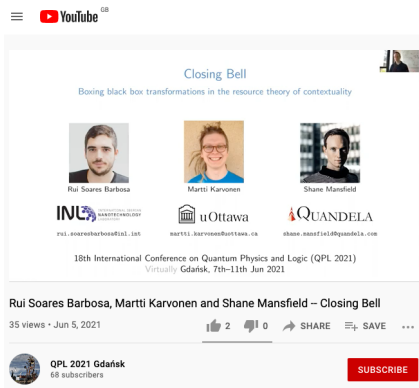 YouTube GB
Closing Bell
Boxing black box transformations in the resource theory of contextuality
Rui Soares Barbosa
Martti Karvonen
Shane Mansfield
INL INTERNATIONAL IBERIAN NANOTECHNOLOGY LABORATORY
uOttawa
QUANDELA
rui.soaresbarbosa@inl.int
martti.karvonen@uottawa.ca
shane.mansfield@quandela.com
18th International Conference on Quantum Physics and Logic (QPL 2021)
Virtually Gdańsk, 7th–11th Jun 2021
Rui Soares Barbosa, Martti Karvonen and Shane Mansfield – Closing Bell
35 views • Jun 5, 2021
2
0
SHARE
SAVE
QPL 2021 Gdańsk
68 subscribers
SUBSCRIBE